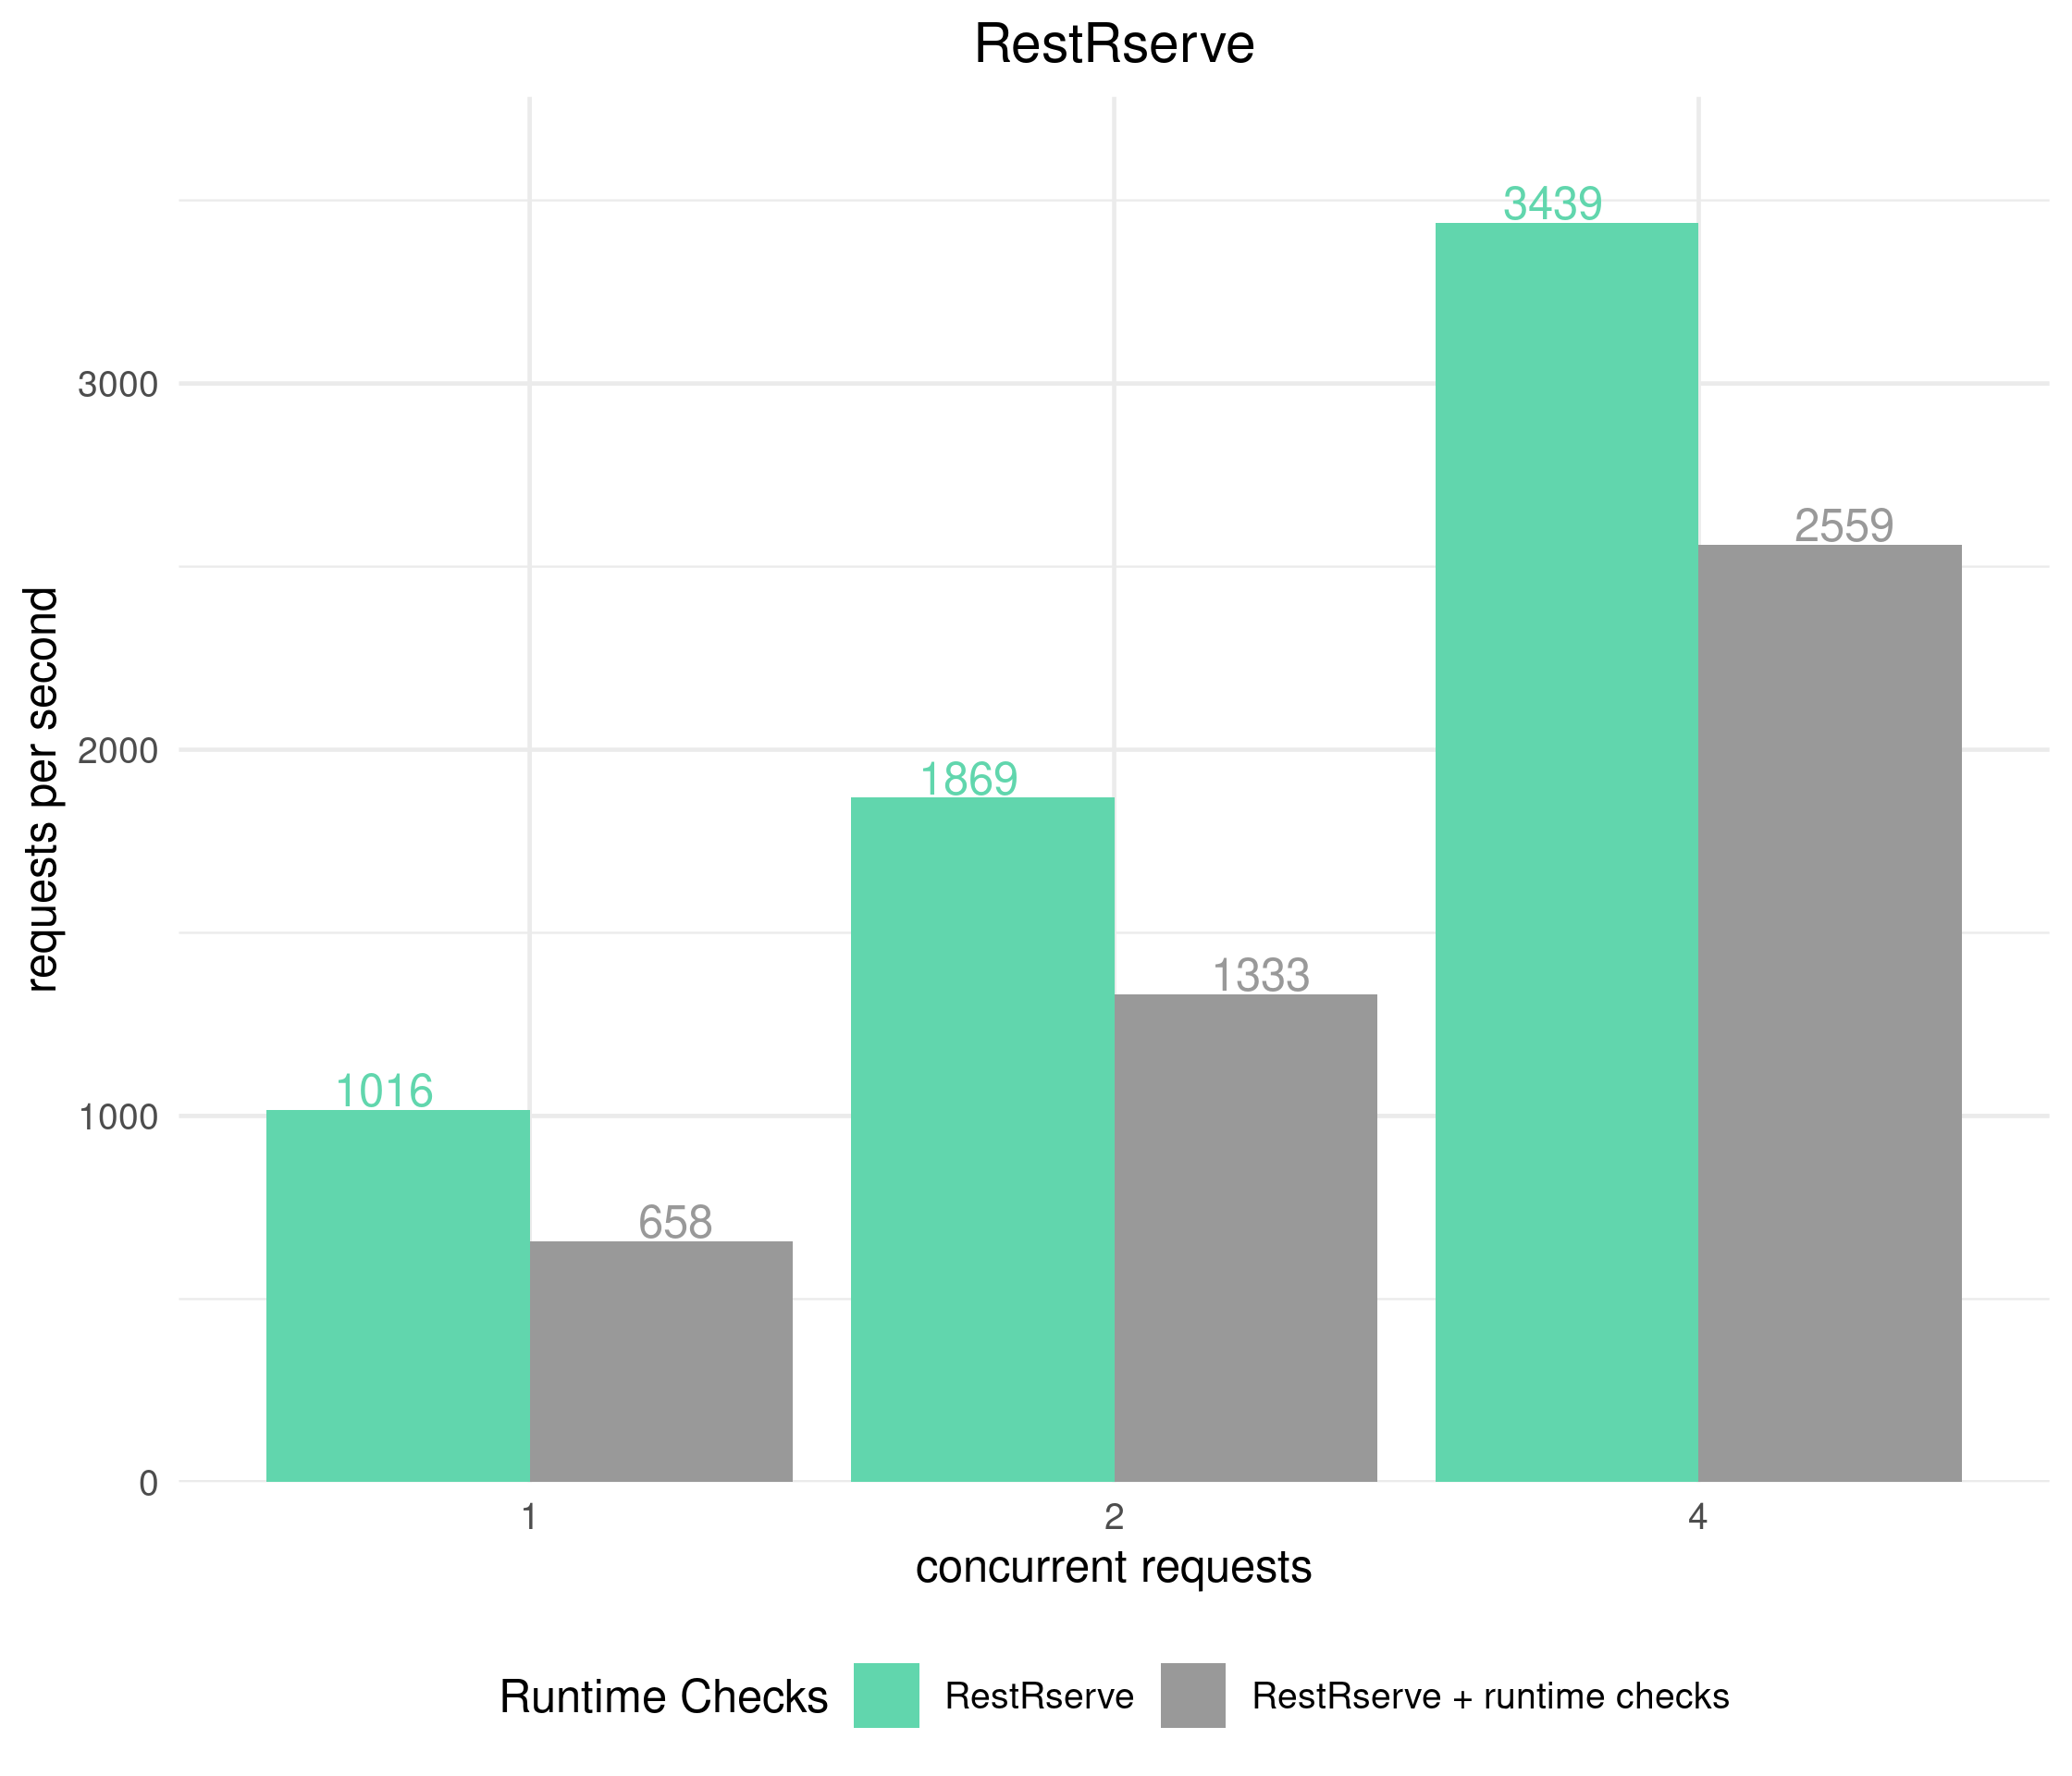 RestRserve
3439
3000
2559
requests per second
2000
1869
1333
1016
1000
658
0
1 2 4
concurrent requests
Runtime Checks RestRserve RestRserve + runtime checks